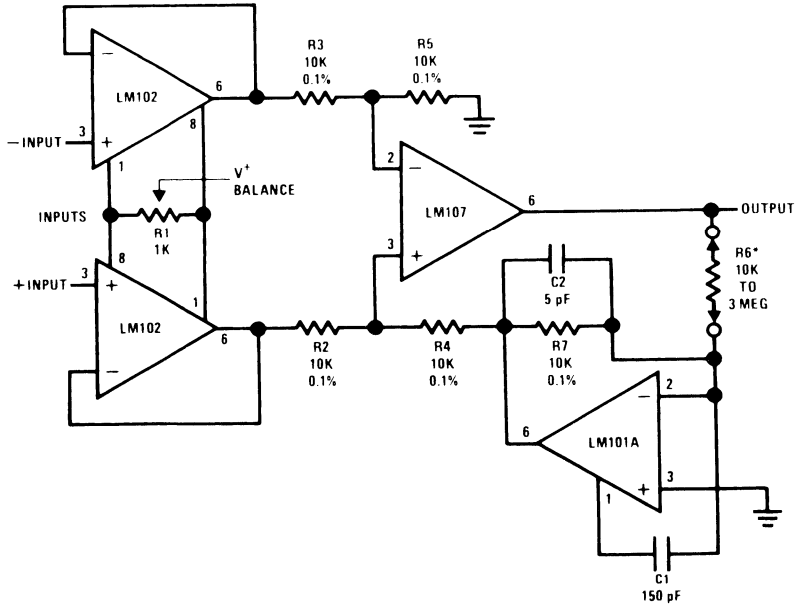 R3
10K
0.1%
R5
10K
0.1%
−
LM102
6
8
−INPUT
3
+
1
V+
BALANCE
INPUTS
R1
1K
2
−
LM107
6
OUTPUT
3
+
R6*
10K
TO
3 MEG
C2
5 pF
8
+INPUT
3
+
1
LM102
6
−
R2
10K
0.1%
R4
10K
0.1%
R7
10K
0.1%
2
−
6
LM101A
3
+
1
C1
150 pF